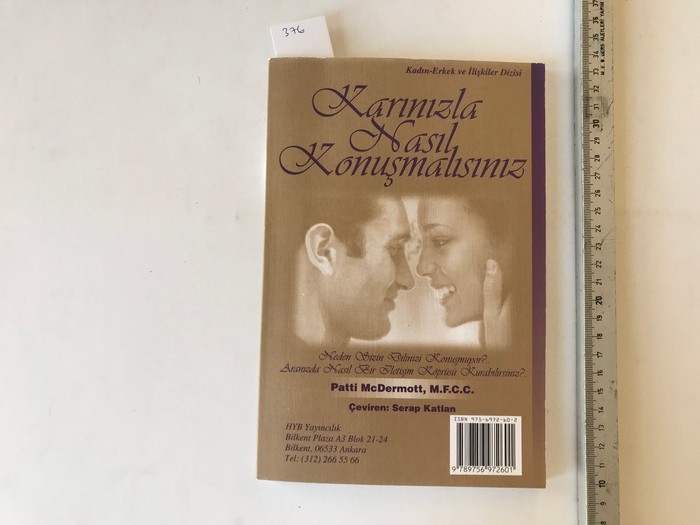 376
Kadın-Erkek ve İlişkiler Dizisi
Karınızla
Nasıl
Konuşmalısınız
Neden Sizin Dilinizi Konuşmuyor?
Aranızda Nasıl Bir İletişim Köprüsü Kurabilirsiniz?
Patti McDermott, M.F.C.C.
Çeviren: Serap Katlan
HYB Yayıncılık
Bilkent Plaza A3 Blok 21-24
Bilkent, 06533 Ankara
Tel: (312) 266 55 66
ISBN 975-6972-60-2
9 789756 972601